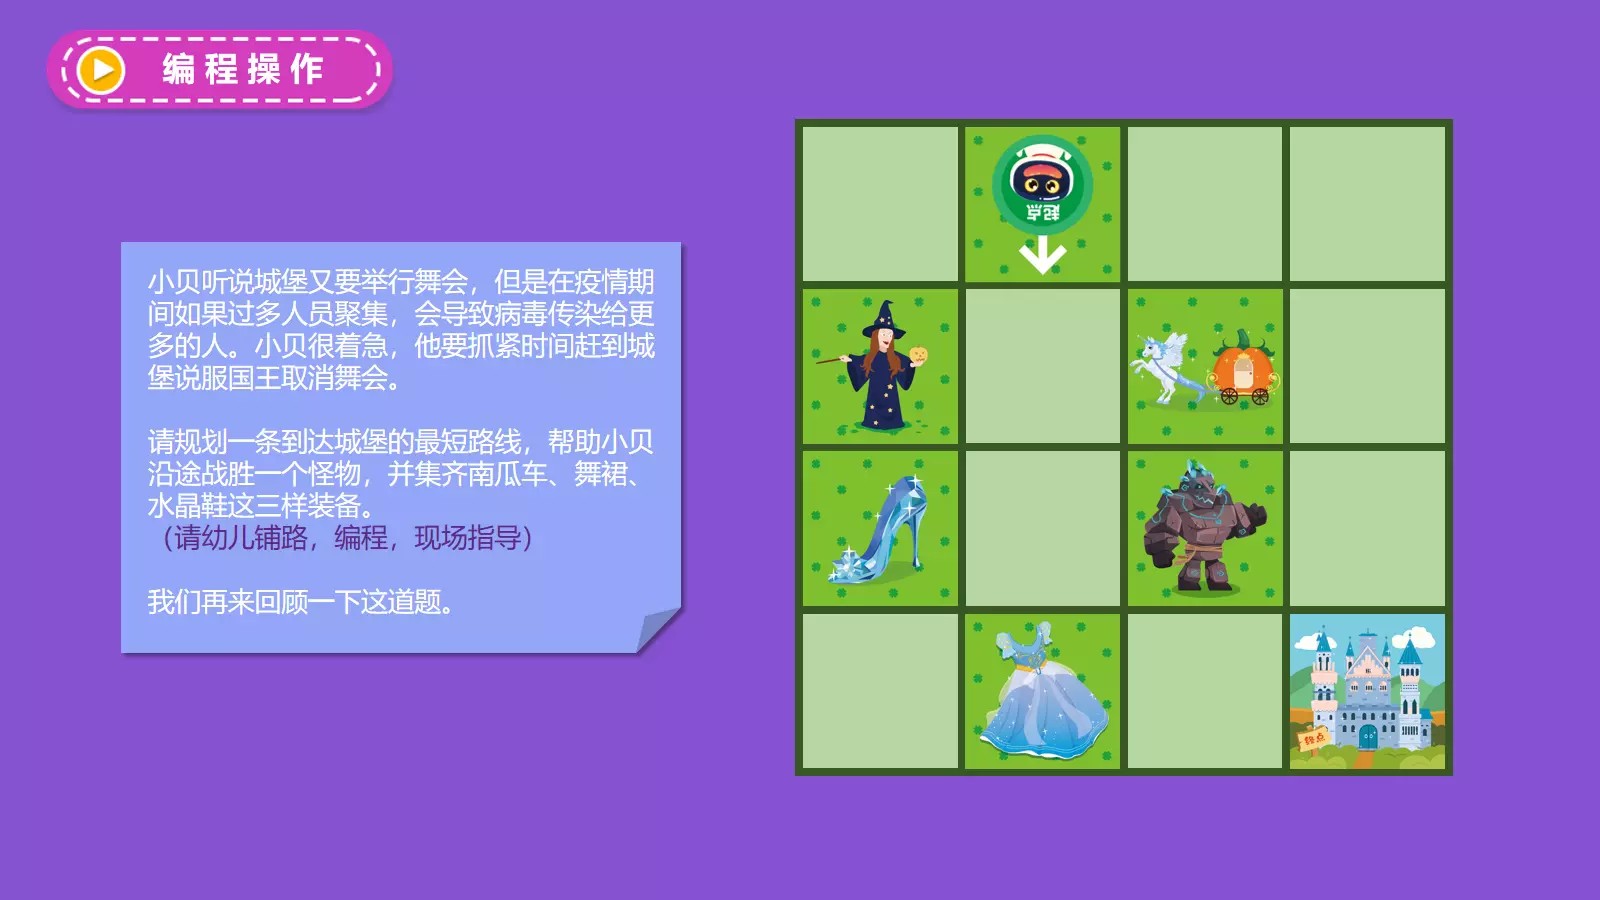 编程操作
起点
小贝听说城堡又要举行舞会，但是在疫情期
间如果过多人员聚集，会导致病毒传染给更
多的人。小贝很着急，他要抓紧时间赶到城
堡说服国王取消舞会。
请规划一条到达城堡的最短路线，帮助小贝
沿途战胜一个怪物，并集齐南瓜车、舞裙、
水晶鞋这三样装备。
（请幼儿铺路，编程，现场指导）
我们再来回顾一下这道题。
终点